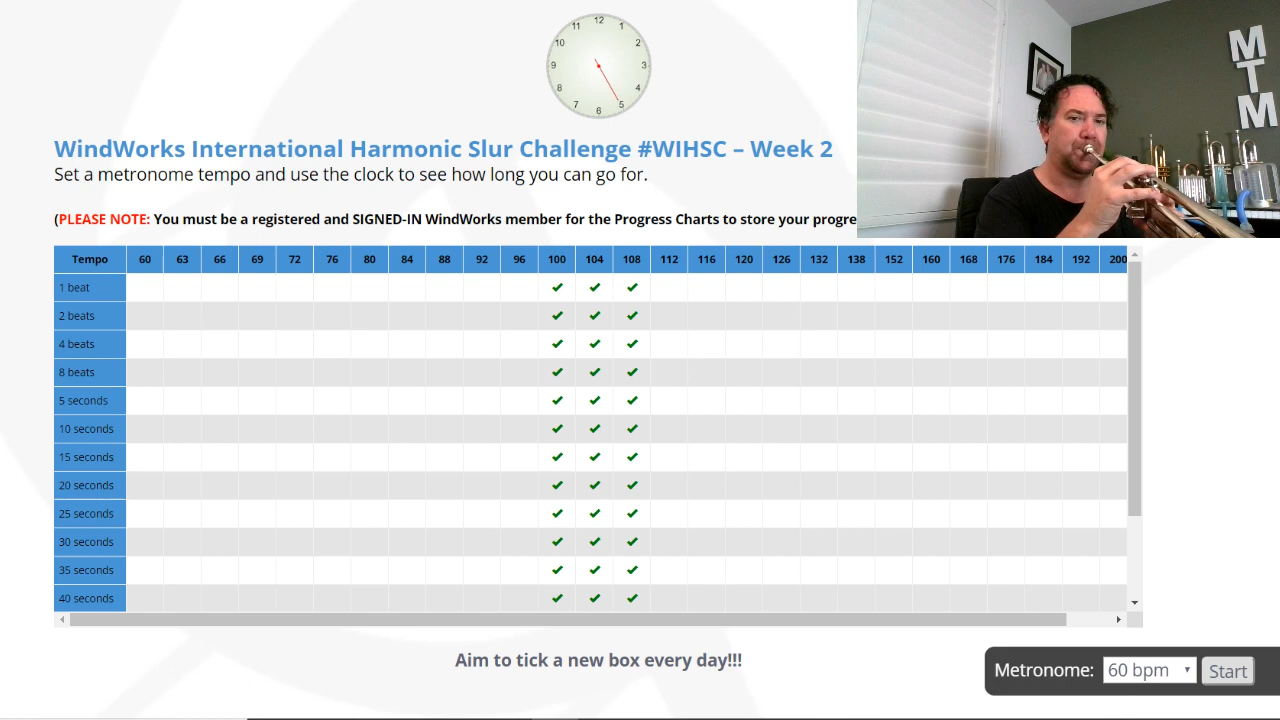 12
11 1
10 2
9 3
8 4
7 5
6
M
T
M
WindWorks International Harmonic Slur Challenge #WIHSC – Week 2
Set a metronome tempo and use the clock to see how long you can go for.
(PLEASE NOTE: You must be a registered and SIGNED-IN WindWorks member for the Progress Charts to store your progre
Tempo 60 63 66 69 72 76 80 84 88 92 96 100 104 108 112 116 120 126 132 138 152 160 168 176 184 192 200
1 beat ✔ ✔ ✔
2 beats ✔ ✔ ✔
4 beats ✔ ✔ ✔
8 beats ✔ ✔ ✔
5 seconds ✔ ✔ ✔
10 seconds ✔ ✔ ✔
15 seconds ✔ ✔ ✔
20 seconds ✔ ✔ ✔
25 seconds ✔ ✔ ✔
30 seconds ✔ ✔ ✔
35 seconds ✔ ✔ ✔
40 seconds ✔ ✔ ✔
Aim to tick a new box every day!!!
Metronome: 60 bpm Start